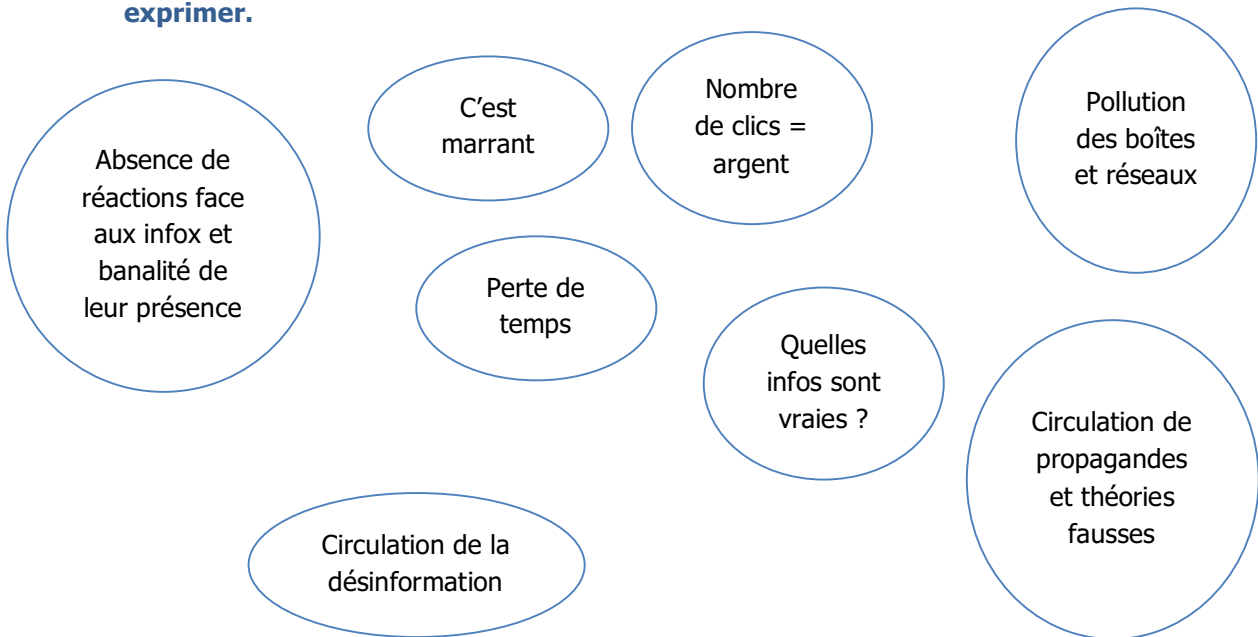 exprimer.
Absence de
réactions face
aux infox et
banalité de
leur présence
C'est
marrant
Nombre
de clics =
argent
Pollution
des boîtes
et réseaux
Perte de
temps
Quelles
infos sont
vraies ?
Circulation de
propagandes
et théories
fausses
Circulation de la
désinformation